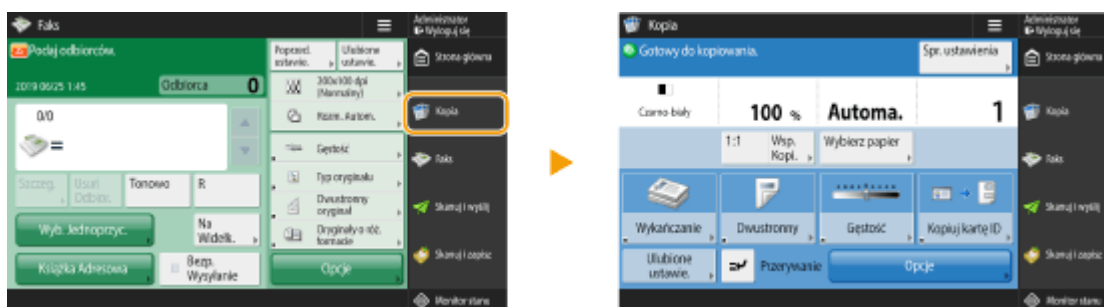 Faks
Administrator
Wyloguj się
Podaj odbiorców.
Poprzed. ustawie.
Ulubione ustawie.
Strona główna
2019 06/25 1:45
Odbiorca 0
200x100 dpi (Normalny)
0/0
Rozm. Autom.
Kopia
Gęstość
Faks
Szczeg.
Usuń Odbior.
Tonowo
R
Typ oryginału
Dwustronny oryginał
Skanuj i wyślij
Wyb. Jednoprzyc.
Na Widełk.
Oryginały o róż. formacie
Książka Adresowa
Bezp. Wysyłanie
Opcje
Skanuj i zapisz
Monitor stanu
Kopia
Administrator
Wyloguj się
Gotowy do kopiowania.
Spr. ustawienia
Strona główna
Czarno-biały
100 %
Automa.
1
Kopia
1:1
Wsp. Kopi.
Wybierz papier
Faks
Wykańczanie
Dwustronny
Gęstość
Kopiuj kartę ID
Skanuj i wyślij
Ulubione ustawie.
Przerywanie
Opcje
Skanuj i zapisz
Monitor stanu